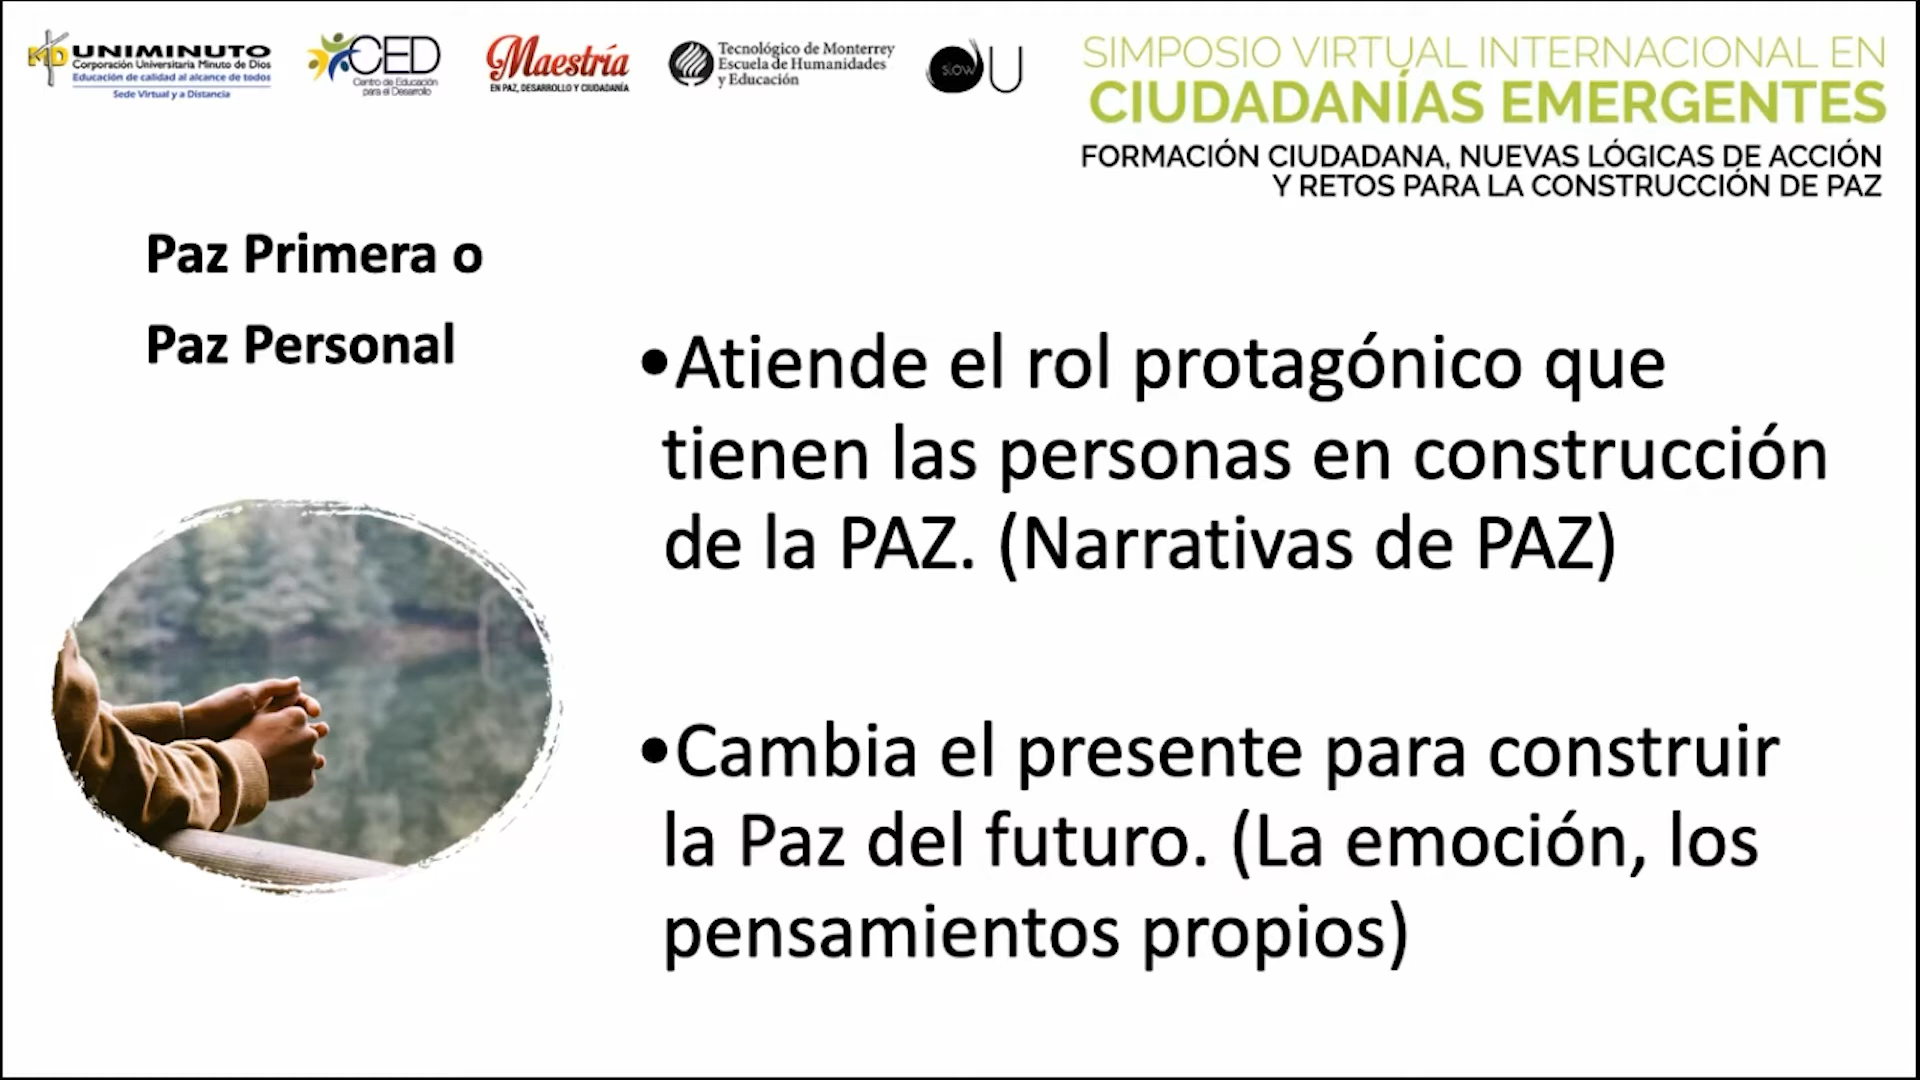 UNIMINUTO
Corporación Universitaria Minuto de Dios
Educación de calidad al alcance de todos
Sede Virtual y a Distancia
CED
Centro de Educación
para el Desarrollo
Maestría
EN PAZ, DESARROLLO Y CIUDADANÍA
Tecnológico de Monterrey
Escuela de Humanidades
y Educación
SLOW U
SIMPOSIO VIRTUAL INTERNACIONAL EN
CIUDADANÍAS EMERGENTES
FORMACIÓN CIUDADANA, NUEVAS LÓGICAS DE ACCIÓN
Y RETOS PARA LA CONSTRUCCIÓN DE PAZ
Paz Primera o
Paz Personal
•Atiende el rol protagónico que
tienen las personas en construcción
de la PAZ. (Narrativas de PAZ)
•Cambia el presente para construir
la Paz del futuro. (La emoción, los
pensamientos propios)